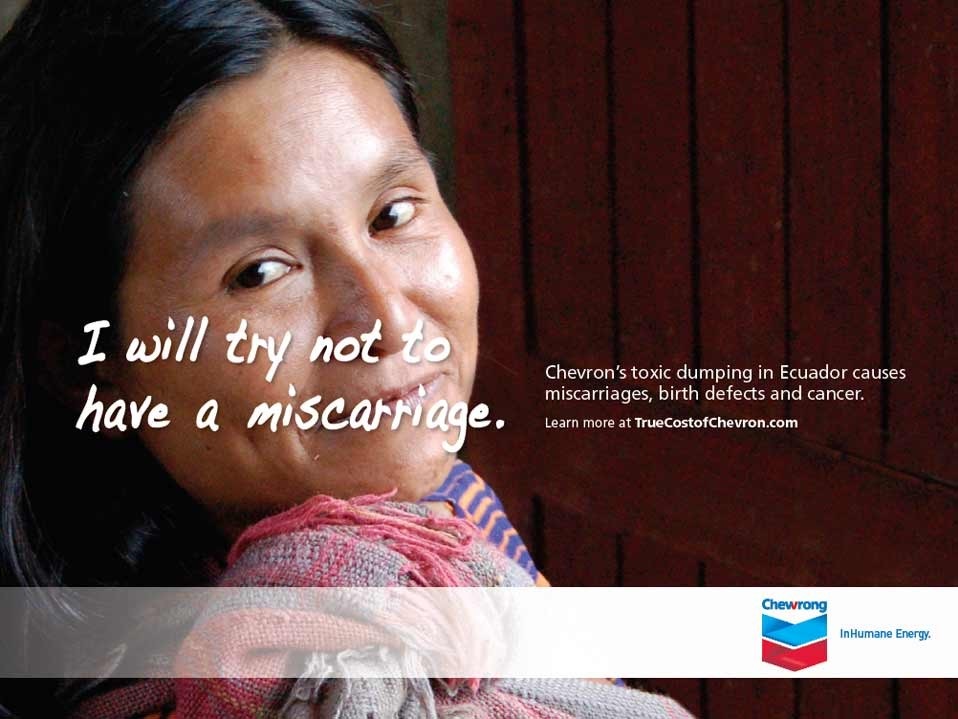 I will try not to
have a miscarriage.
Chevron's toxic dumping in Ecuador causes
miscarriages, birth defects and cancer.
Learn more at TrueCostofChevron.com
Chewrong
InHumane Energy.